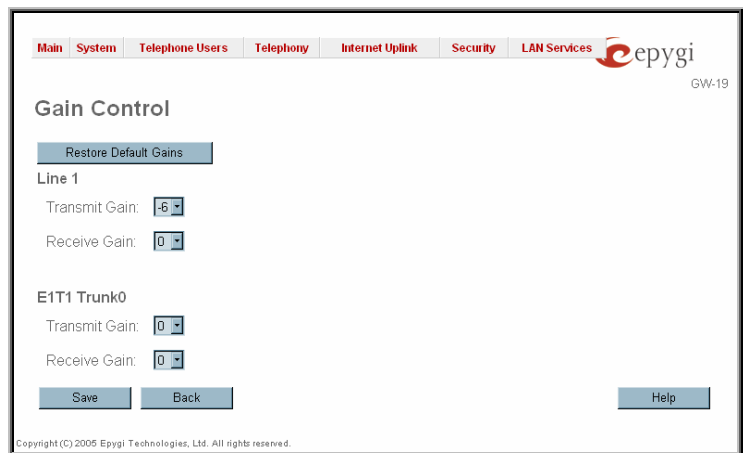 Main System Telephone Users Telephony Internet Uplink Security LAN Services
epygi
GW-19
Gain Control
Restore Default Gains
Line 1
Transmit Gain: -6
Receive Gain: 0
E1T1 Trunk0
Transmit Gain: 0
Receive Gain: 0
Save Back Help
Copyright (C) 2005 Epygi Technologies, Ltd. All rights reserved.